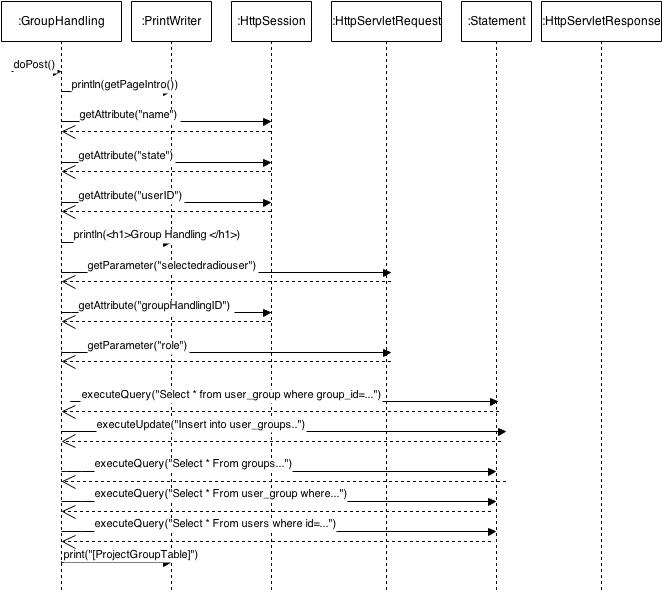 :GroupHandling :PrintWriter :HttpSession :HttpServletRequest :Statement :HttpServletResponse
doPost()
println(getPageIntro())
getAttribute("name")
getAttribute("state")
getAttribute("userID")
println(<h1>Group Handling </h1>)
getParameter("selectedradiouser")
getAttribute("groupHandlingID")
getParameter("role")
executeQuery("Select * from user_group where group_id=...")
executeUpdate("Insert into user_groups..")
executeQuery("Select * From groups...")
executeQuery("Select * From user_group where...")
executeQuery("Select * From users where id=...")
print("[ProjectGroupTable]")